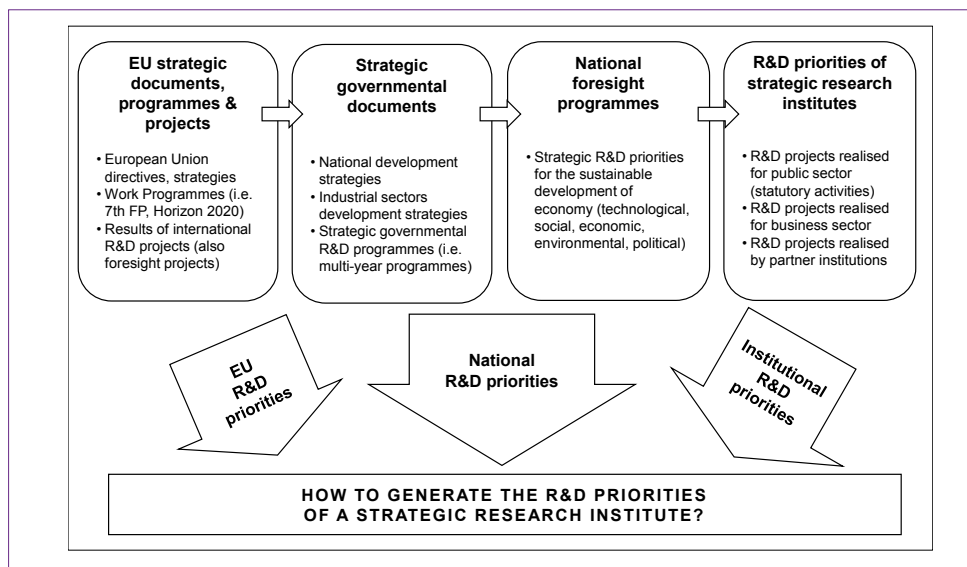 EU strategic
documents,
programmes &
projects
• European Union
directives, strategies
• Work Programmes (i.e.
7th FP, Horizon 2020)
• Results of international
R&D projects (also
foresight projects)
Strategic
governmental
documents
• National development
strategies
• Industrial sectors
development strategies
• Strategic governmental
R&D programmes (i.e.
multi-year programmes)
National
foresight
programmes
• Strategic R&D priorities
for the sustainable
development of
economy (technological,
social, economic,
environmental, political)
R&D priorities of
strategic research
institutes
• R&D projects realised
for public sector
(statutory activities)
• R&D projects realised
for business sector
• R&D projects realised
by partner institutions
EU
R&D
priorities
National
R&D priorities
Institutional
R&D
priorities
HOW TO GENERATE THE R&D PRIORITIES
OF A STRATEGIC RESEARCH INSTITUTE?